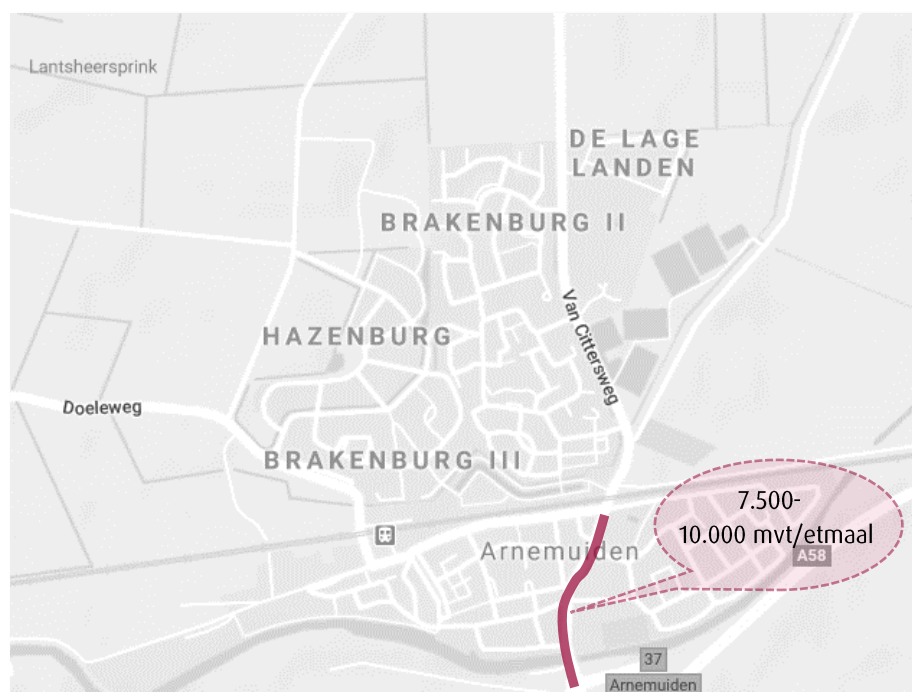 Lantsheersprink
DE LAGE
LANDEN
BRAKENBURG II
Van Cittersweg
HAZENBURG
Doeleweg
BRAKENBURG III
7.500-
10.000 mvt/etmaal
Arnemuiden
A58
37
Arnemuiden